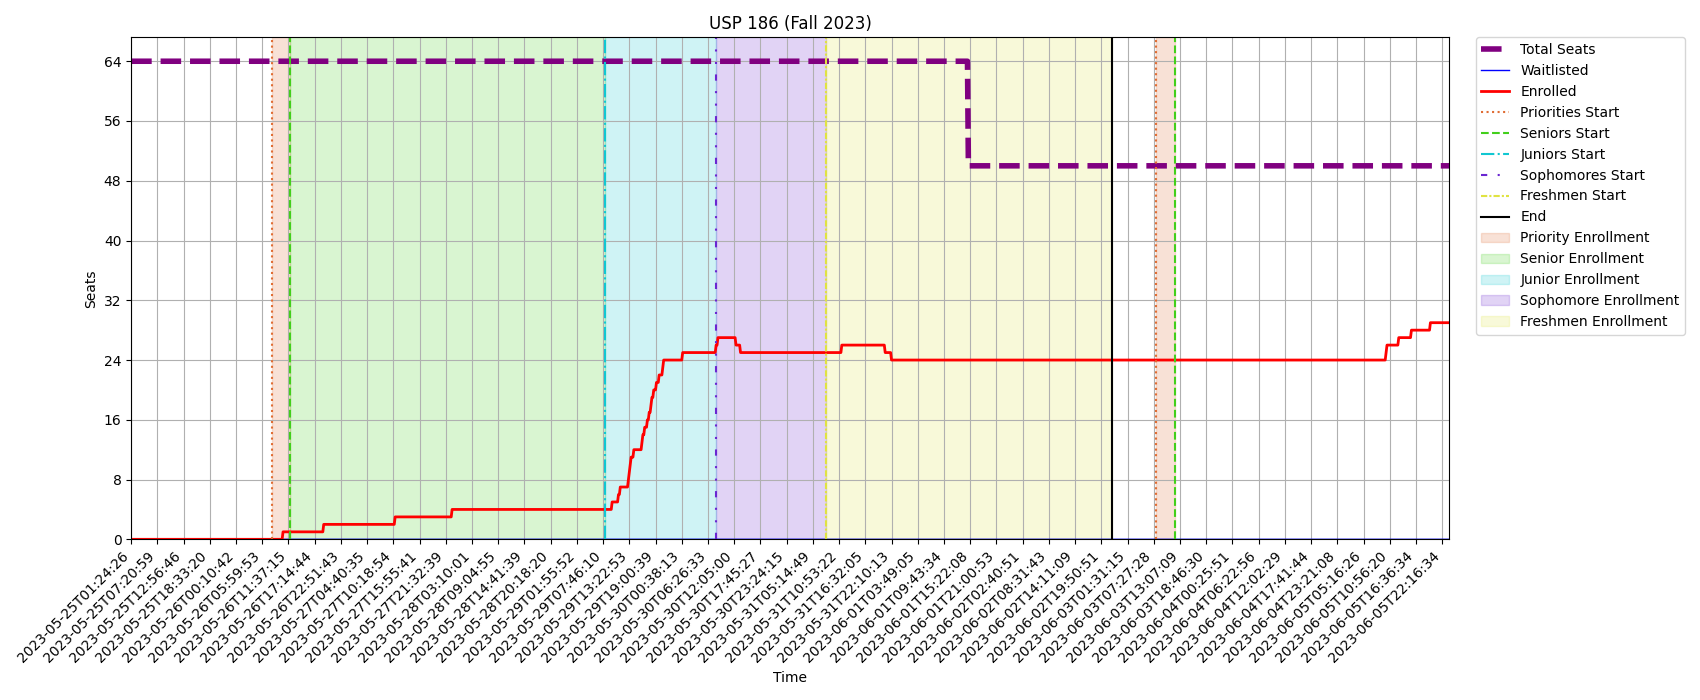 USP 186 (Fall 2023)
Seats
64
56
48
40
32
24
16
8
0
2023-05-25T01:24:26
2023-05-25T07:20:59
2023-05-25T12:56:46
2023-05-25T18:33:20
2023-05-26T00:10:42
2023-05-26T05:59:53
2023-05-26T11:37:15
2023-05-26T17:14:44
2023-05-26T22:51:43
2023-05-27T04:40:35
2023-05-27T10:18:54
2023-05-27T15:55:41
2023-05-27T21:32:39
2023-05-28T03:10:01
2023-05-28T09:04:55
2023-05-28T14:41:39
2023-05-28T20:18:20
2023-05-29T01:55:52
2023-05-29T07:46:10
2023-05-29T13:22:53
2023-05-29T19:00:39
2023-05-30T00:38:13
2023-05-30T06:26:33
2023-05-30T12:05:00
2023-05-30T17:45:27
2023-05-30T23:24:15
2023-05-31T05:14:49
2023-05-31T10:53:22
2023-05-31T16:32:05
2023-05-31T22:10:13
2023-06-01T03:49:05
2023-06-01T09:43:34
2023-06-01T15:22:08
2023-06-01T21:00:53
2023-06-02T02:40:51
2023-06-02T08:31:43
2023-06-02T14:11:09
2023-06-02T19:50:51
2023-06-03T01:31:15
2023-06-03T07:27:28
2023-06-03T13:07:09
2023-06-03T18:46:30
2023-06-04T00:25:51
2023-06-04T06:22:56
2023-06-04T12:02:29
2023-06-04T17:41:44
2023-06-04T23:21:08
2023-06-05T05:16:26
2023-06-05T10:56:20
2023-06-05T16:36:34
2023-06-05T22:16:34
Time
Total Seats
Waitlisted
Enrolled
Priorities Start
Seniors Start
Juniors Start
Sophomores Start
Freshmen Start
End
Priority Enrollment
Senior Enrollment
Junior Enrollment
Sophomore Enrollment
Freshmen Enrollment